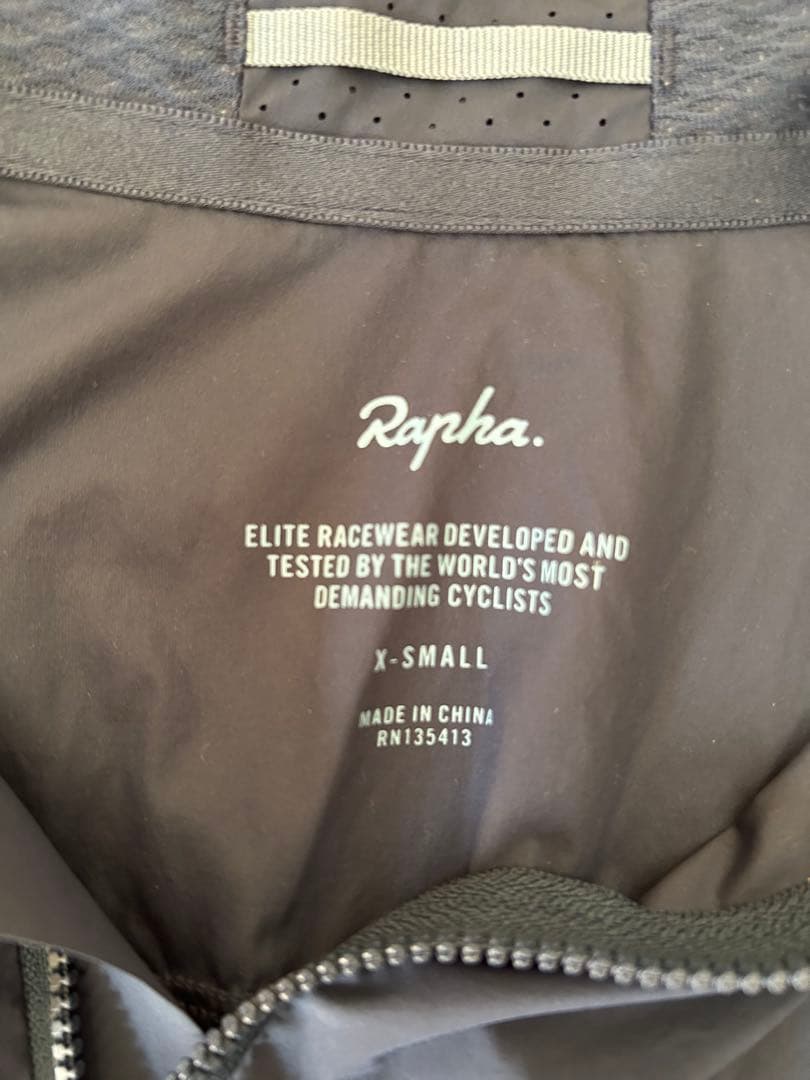 Rapha.
ELITE RACEWEAR DEVELOPED AND
TESTED BY THE WORLD'S MOST
DEMANDING CYCLISTS
X-SMALL
MADE IN CHINA
RN135413